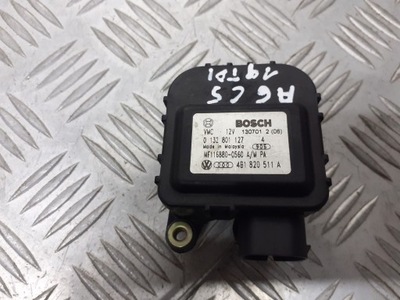 A6 C5
1.9 TDI
BOSCH
VMC 12V 130701 2 (06)
0 132 801 127 4
Made in Malaysia
MF116880-0560 A/W PA
4B1 820 511 A